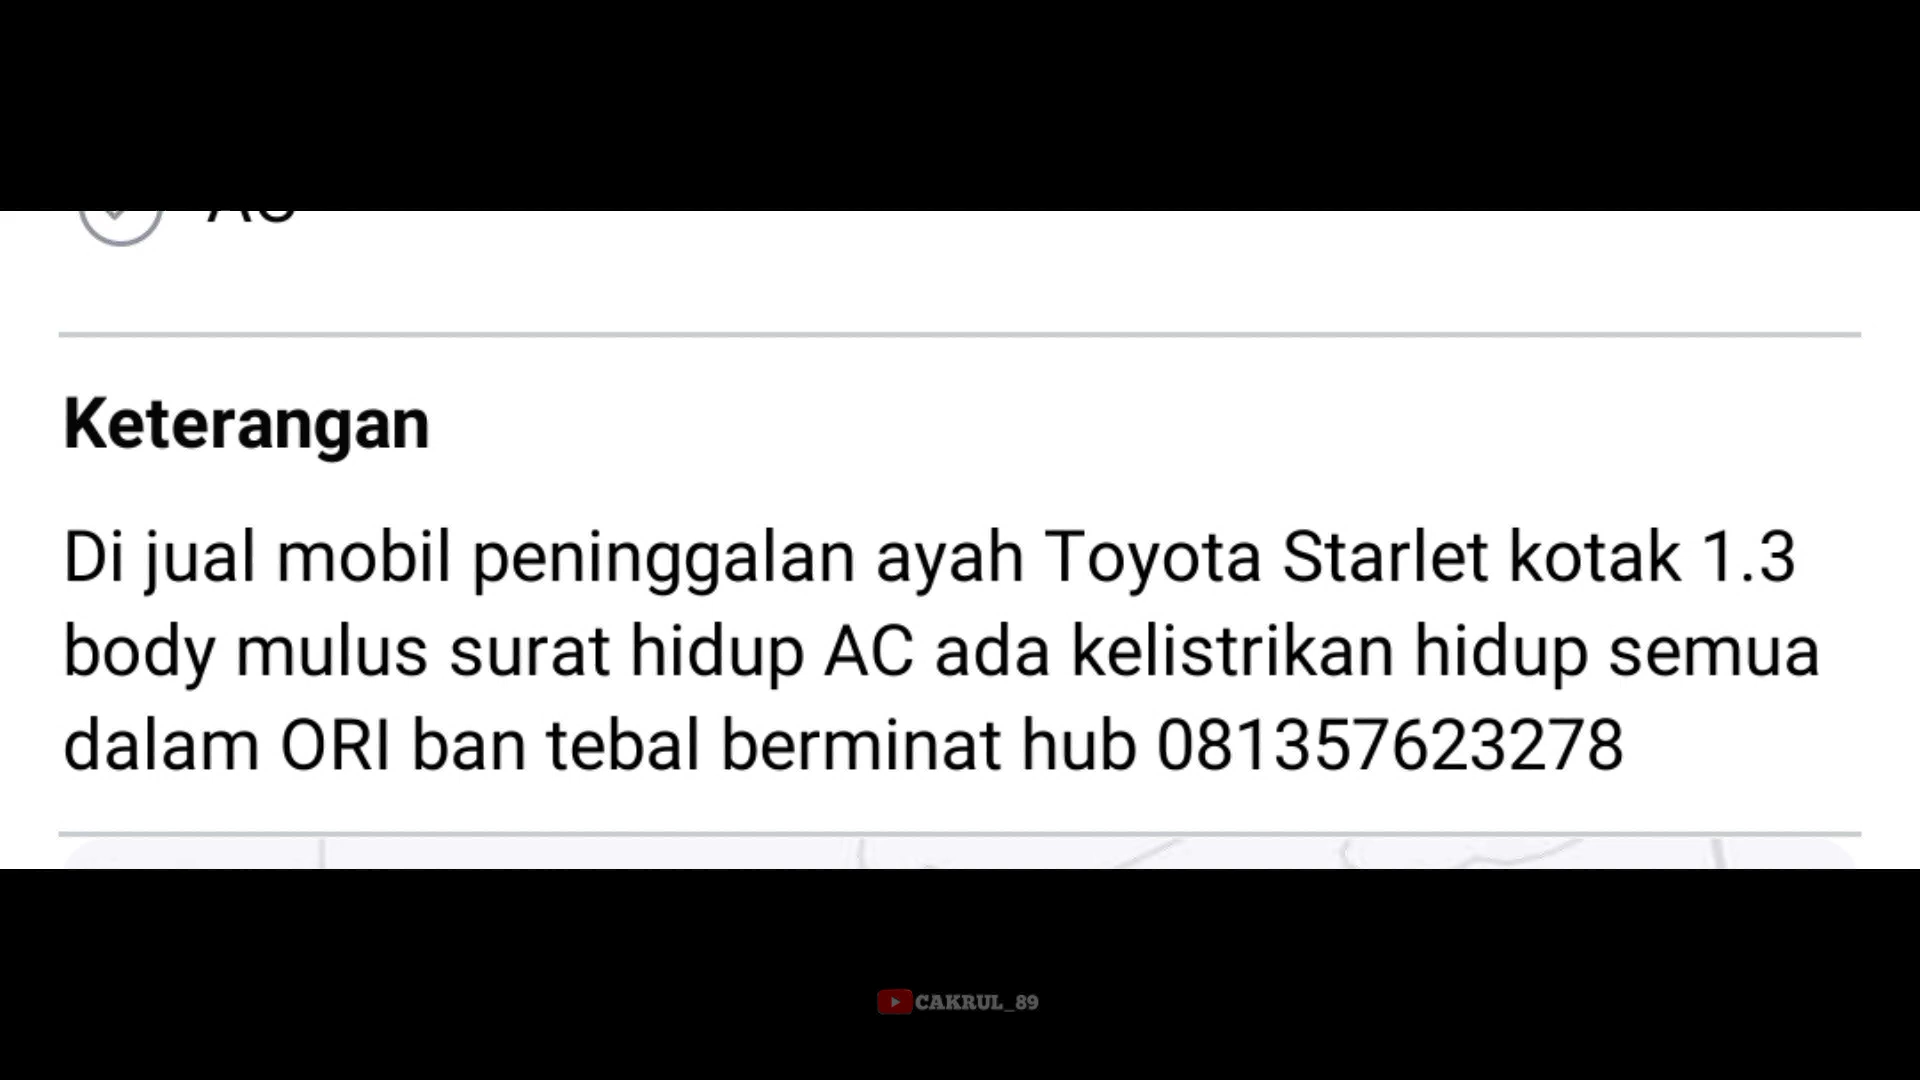 AC
Keterangan
Di jual mobil peninggalan ayah Toyota Starlet kotak 1.3
body mulus surat hidup AC ada kelistrikan hidup semua
dalam ORI ban tebal berminat hub 081357623278
CAKRUL_89